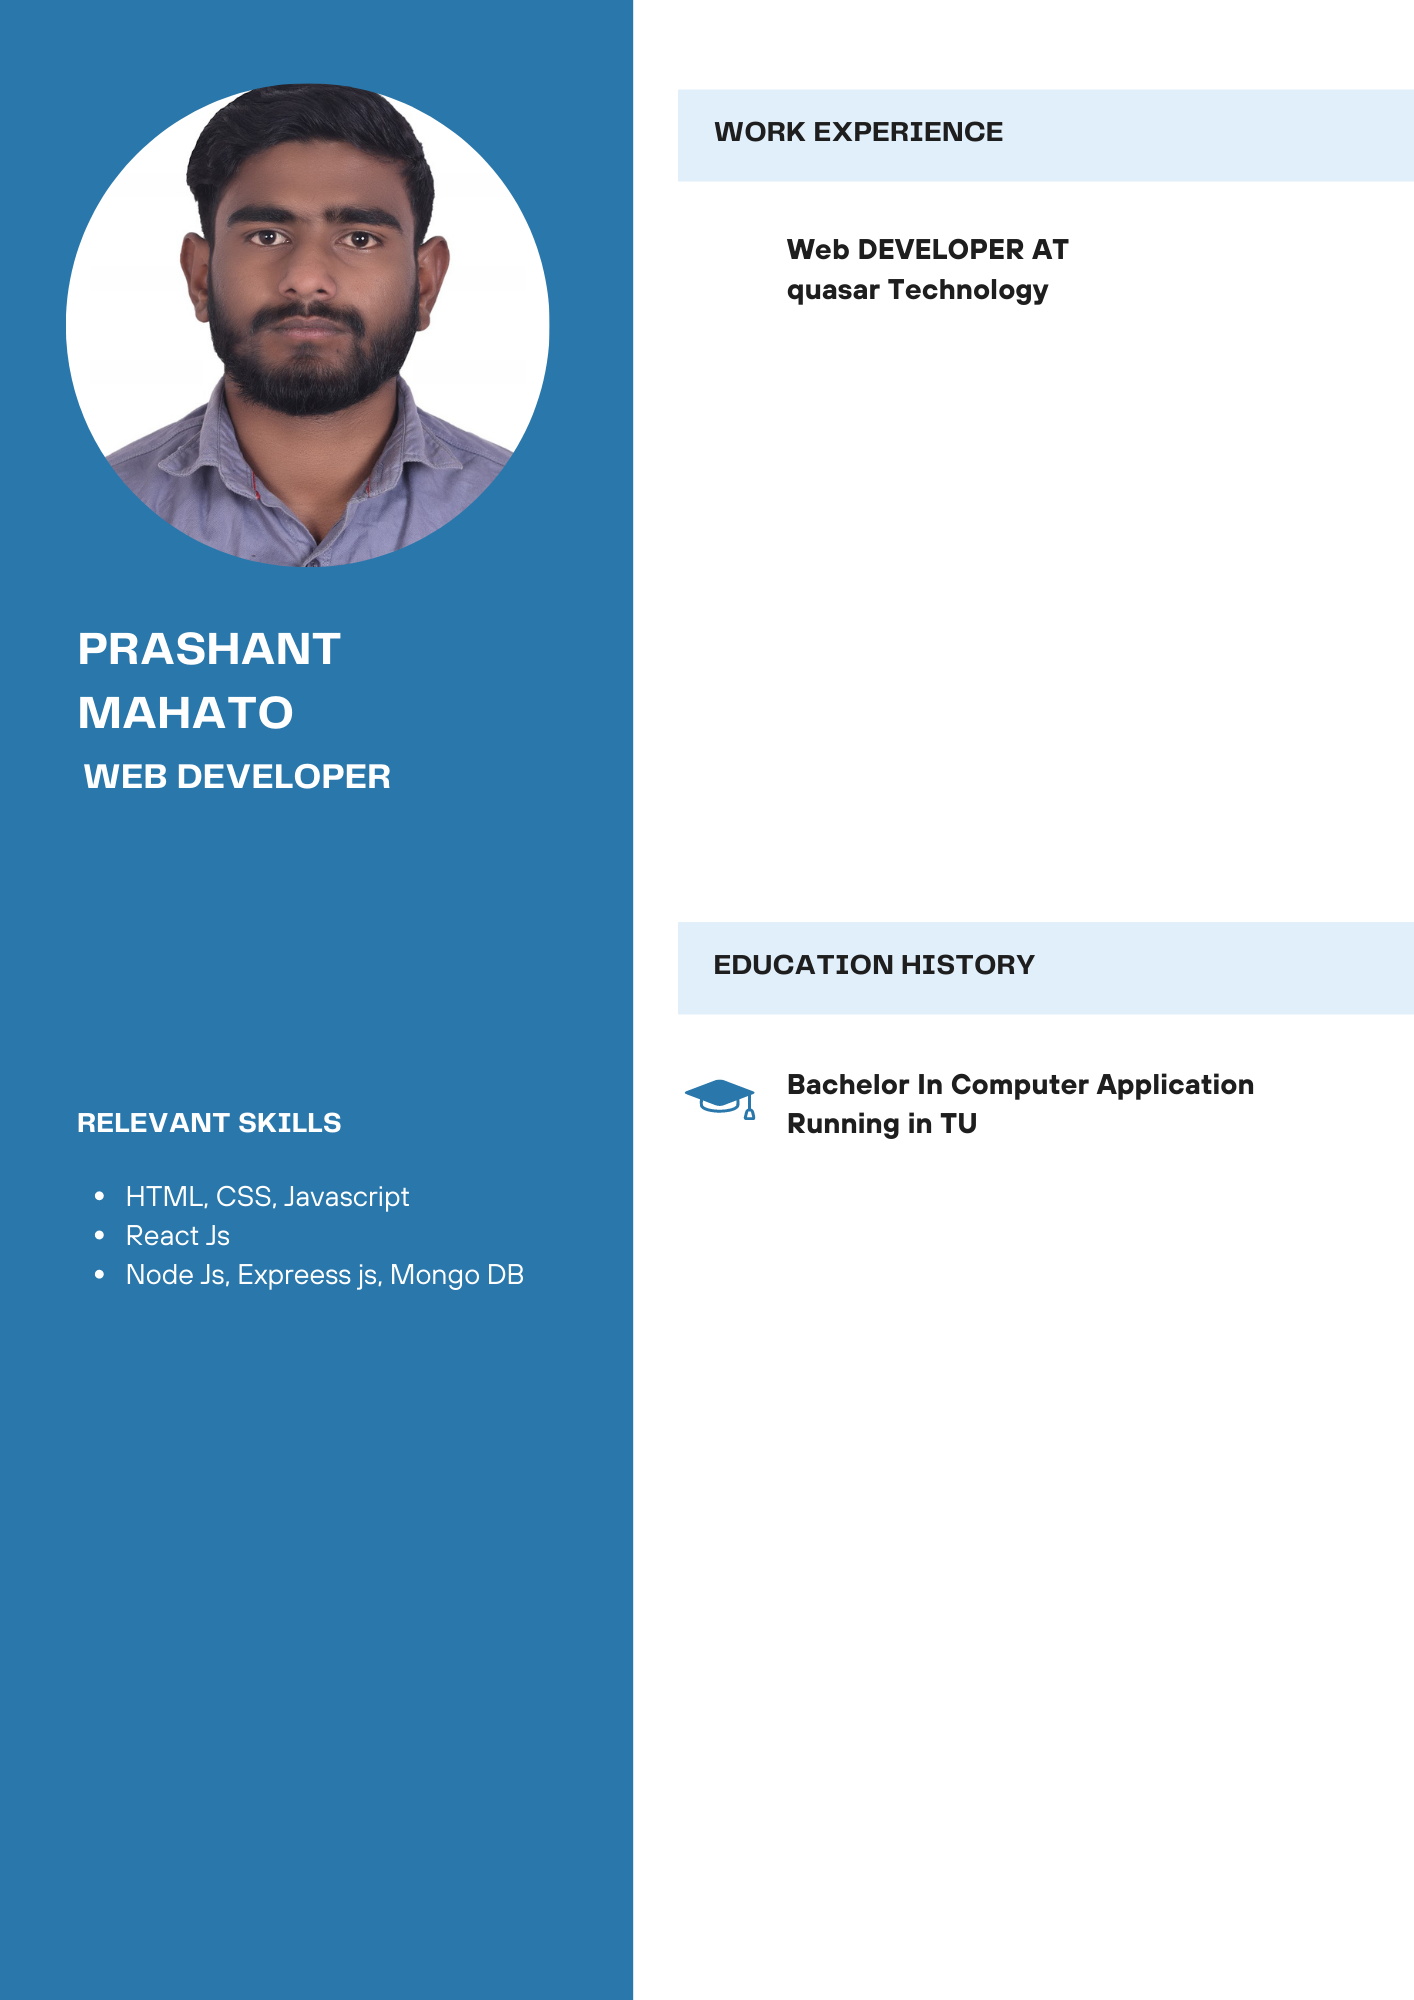 PRASHANT
MAHATO
WEB DEVELOPER
RELEVANT SKILLS
• HTML, CSS, Javascript
• React Js
• Node Js, Expreess js, Mongo DB
WORK EXPERIENCE
Web DEVELOPER AT
quasar Technology
EDUCATION HISTORY
Bachelor In Computer Application
Running in TU